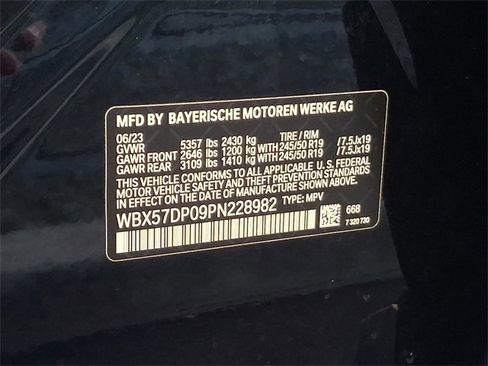 MFD BY BAYERISCHE MOTOREN WERKE AG
06/23 TIRE / RIM
GVWR 5357 lbs 2430 kg
GAWR FRONT 2646 lbs 1200 kg 245/50 R19 /7.5Jx19
GAWR REAR 3109 lbs 1410 kg 245/50 R19 /7.5Jx19
THIS VEHICLE CONFORMS TO ALL APPLICABLE U.S. FEDERAL
MOTOR VEHICLE SAFETY AND THEFT PREVENTION STANDARDS
IN EFFECT ON THE DATE OF MANUFACTURE SHOWN ABOVE.
WBX57DP09PN228982 TYPE: MPV
668
7 320 730